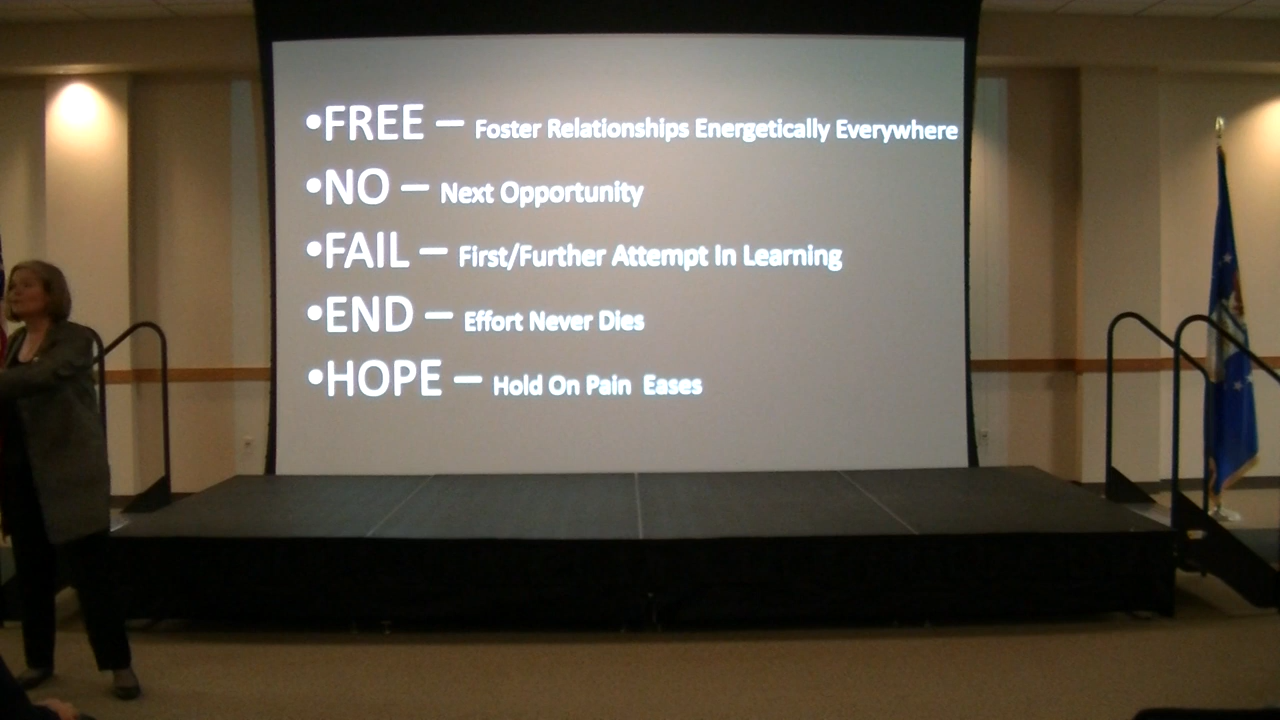 •FREE – Foster Relationships Energetically Everywhere
•NO – Next Opportunity
•FAIL – First/Further Attempt In Learning
•END – Effort Never Dies
•HOPE – Hold On Pain Eases